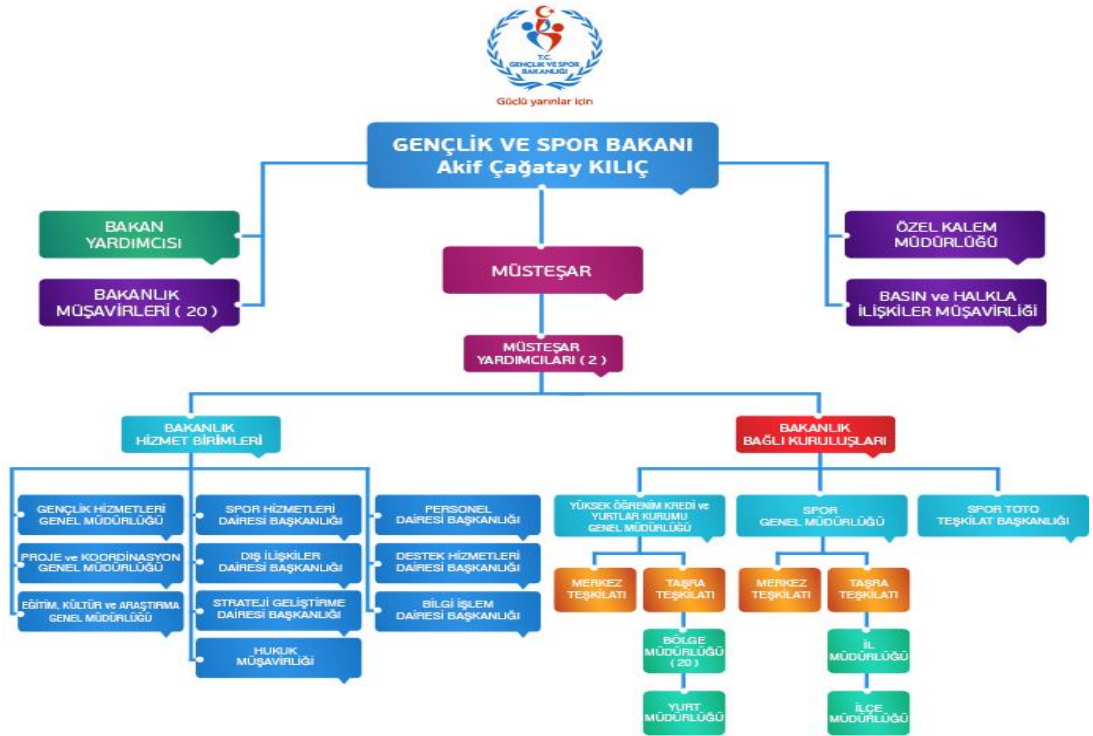 T.C.
GENÇLİK VE SPOR
BAKANLIĞI
Güçlü yarınlar için
GENÇLİK VE SPOR BAKANI
Akif Çağatay KILIÇ
BAKAN
YARDIMCISI
BAKANLIK
MÜŞAVİRLERİ ( 20 )
MÜSTEŞAR
ÖZEL KALEM
MÜDÜRLÜĞÜ
BASIN ve HALKLA
İLİŞKİLER MÜŞAVİRLİĞİ
MÜSTEŞAR
YARDIMCILARI ( 2 )
BAKANLIK
HİZMET BİRİMLERİ
BAKANLIK
BAĞLI KURULUŞLARI
GENÇLİK HİZMETLERİ
GENEL MÜDÜRLÜĞÜ
PROJE ve KOORDİNASYON
GENEL MÜDÜRLÜĞÜ
EĞİTİM, KÜLTÜR ve ARAŞTIRMA
GENEL MÜDÜRLÜĞÜ
SPOR HİZMETLERİ
DAİRESİ BAŞKANLIĞI
DIŞ İLİŞKİLER
DAİRESİ BAŞKANLIĞI
STRATEJİ GELİŞTİRME
DAİRESİ BAŞKANLIĞI
HUKUK
MÜŞAVİRLİĞİ
PERSONEL
DAİRESİ BAŞKANLIĞI
DESTEK HİZMETLERİ
DAİRESİ BAŞKANLIĞI
BİLGİ İŞLEM
DAİRESİ BAŞKANLIĞI
YÜKSEK ÖĞRENİM KREDİ ve
YURTLAR KURUMU
GENEL MÜDÜRLÜĞÜ
MERKEZ
TEŞKİLATI
TAŞRA
TEŞKİLATI
BÖLGE
MÜDÜRLÜĞÜ
( 20 )
YURT
MÜDÜRLÜĞÜ
SPOR
GENEL MÜDÜRLÜĞÜ
MERKEZ
TEŞKİLATI
TAŞRA
TEŞKİLATI
İL
MÜDÜRLÜĞÜ
İLÇE
MÜDÜRLÜĞÜ
SPOR TOTO
TEŞKİLAT BAŞKANLIĞI